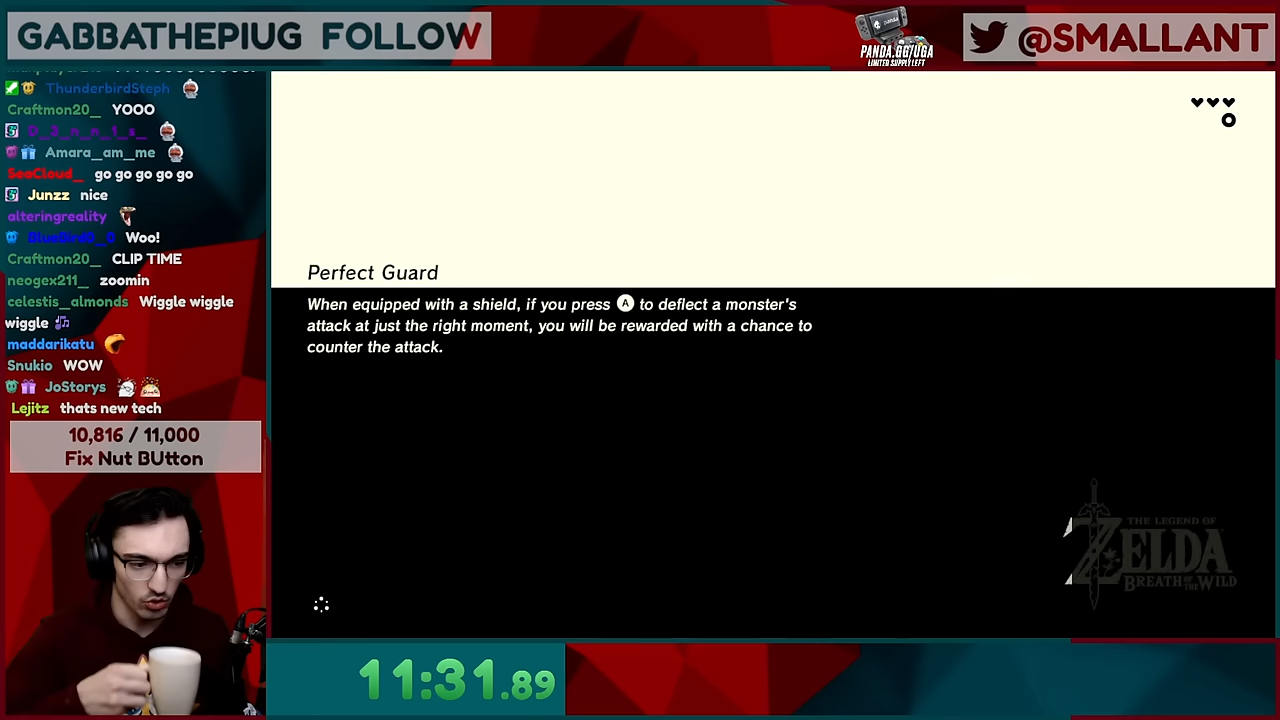 GABBATHEPIUG FOLLOW
PANDA.GG/UGA
LIMITED SUPPLY LEFT
@SMALLANT
ThunderbirdSteph
Craftmon20_ YOOO
D_3_n_n_1_s_
Amara_am_me
SeaCloud_ go go go go go
Junzz nice
alteringreality
BlueBird6_0 Woo!
Craftmon20_ CLIP TIME
neogex211_ zoomin
celestis_almonds Wiggle wiggle
wiggle
maddarikatu
Snukio WOW
JoStorys
Lejitz thats new tech
10,816 / 11,000
Fix Nut BUtton
Perfect Guard
When equipped with a shield, if you press A to deflect a monster's
attack at just the right moment, you will be rewarded with a chance to
counter the attack.
THE LEGEND OF
ZELDA
BREATH OF THE WILD
11:31.89